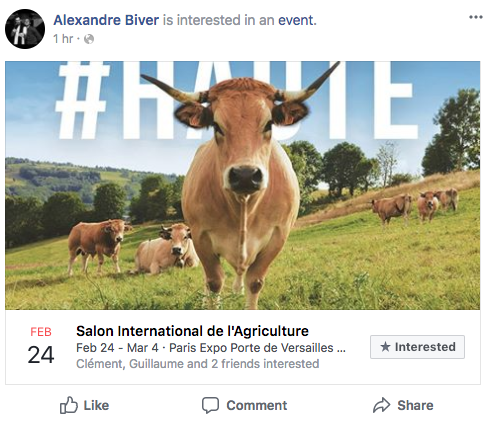 Alexandre Biver is interested in an event.
1 hr ·
#HAUTE
FEB
24
Salon International de l'Agriculture
Feb 24 - Mar 4 · Paris Expo Porte de Versailles ...
Clément, Guillaume and 2 friends interested
★ Interested
Like
Comment
Share